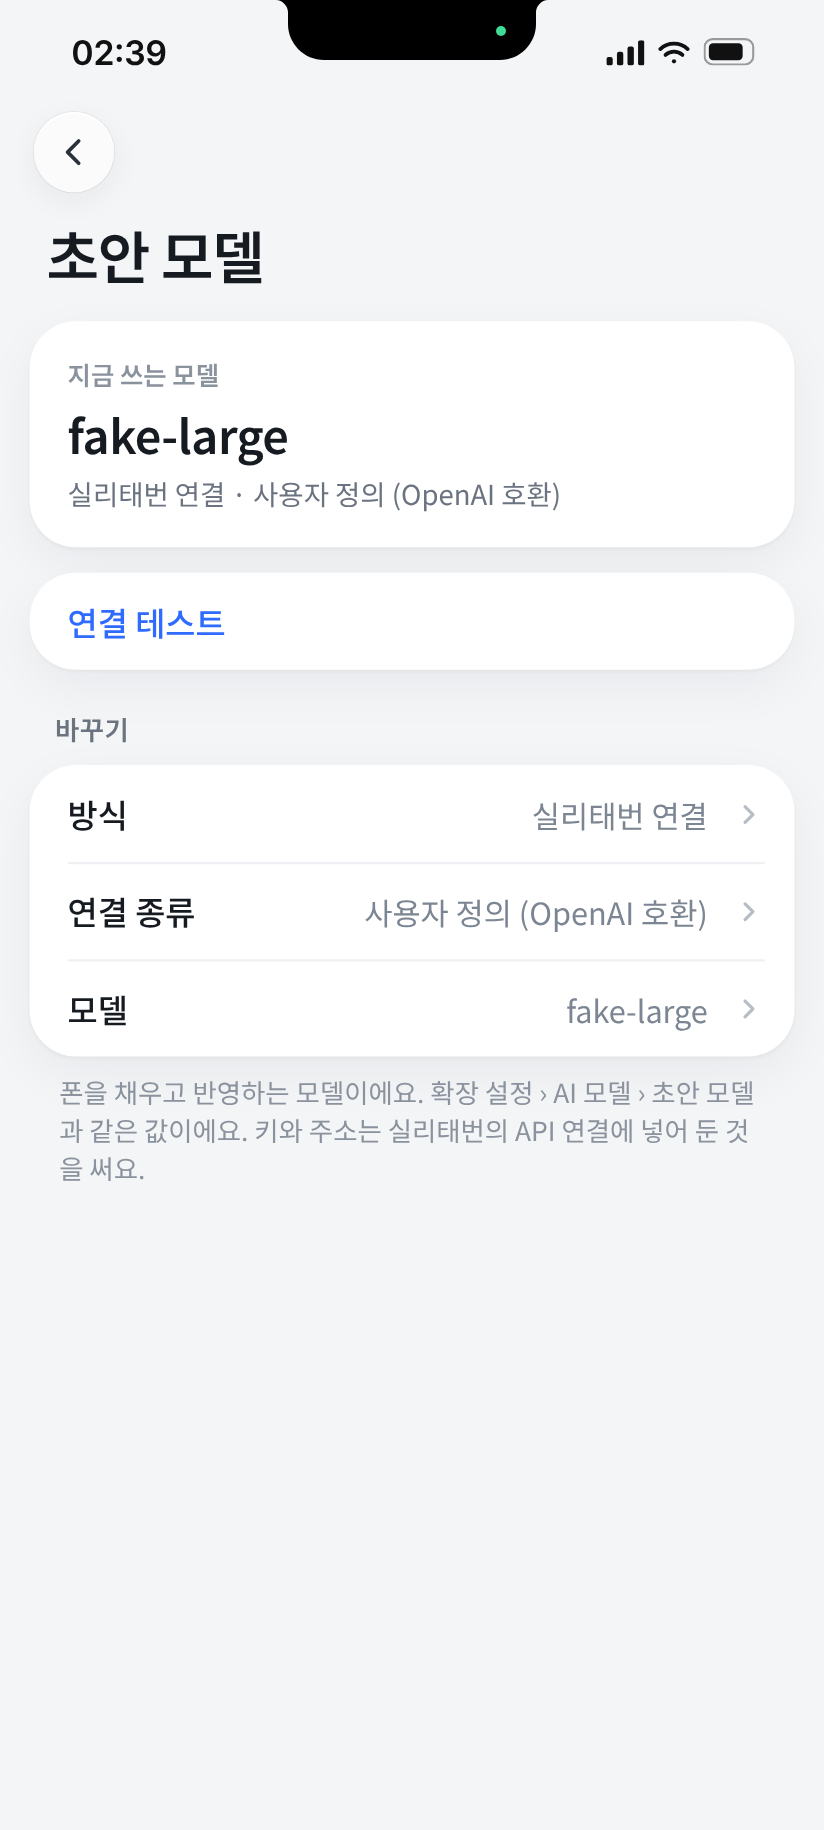 02:39
초안 모델
지금 쓰는 모델
fake-large
실리태번 연결 · 사용자 정의 (OpenAI 호환)
연결 테스트
바꾸기
방식 실리태번 연결
연결 종류 사용자 정의 (OpenAI 호환)
모델 fake-large
폰을 채우고 반영하는 모델이에요. 확장 설정 › AI 모델 › 초안 모델
과 같은 값이에요. 키와 주소는 실리태번의 API 연결에 넣어 둔 것
을 써요.